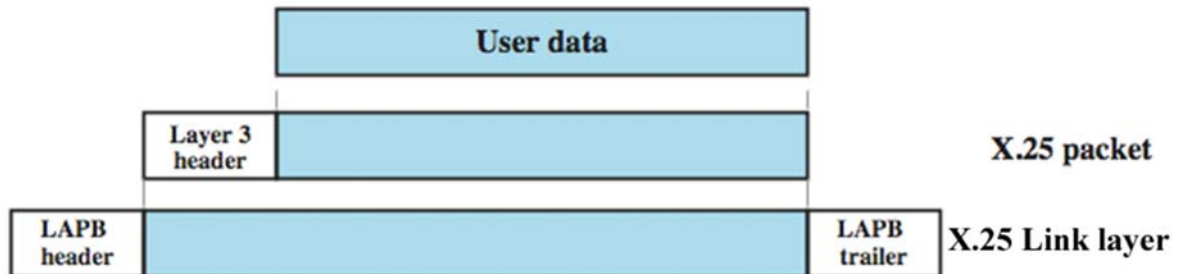 User data
Layer 3
header
X.25 packet
LAPB
header
LAPB
trailer
X.25 Link layer